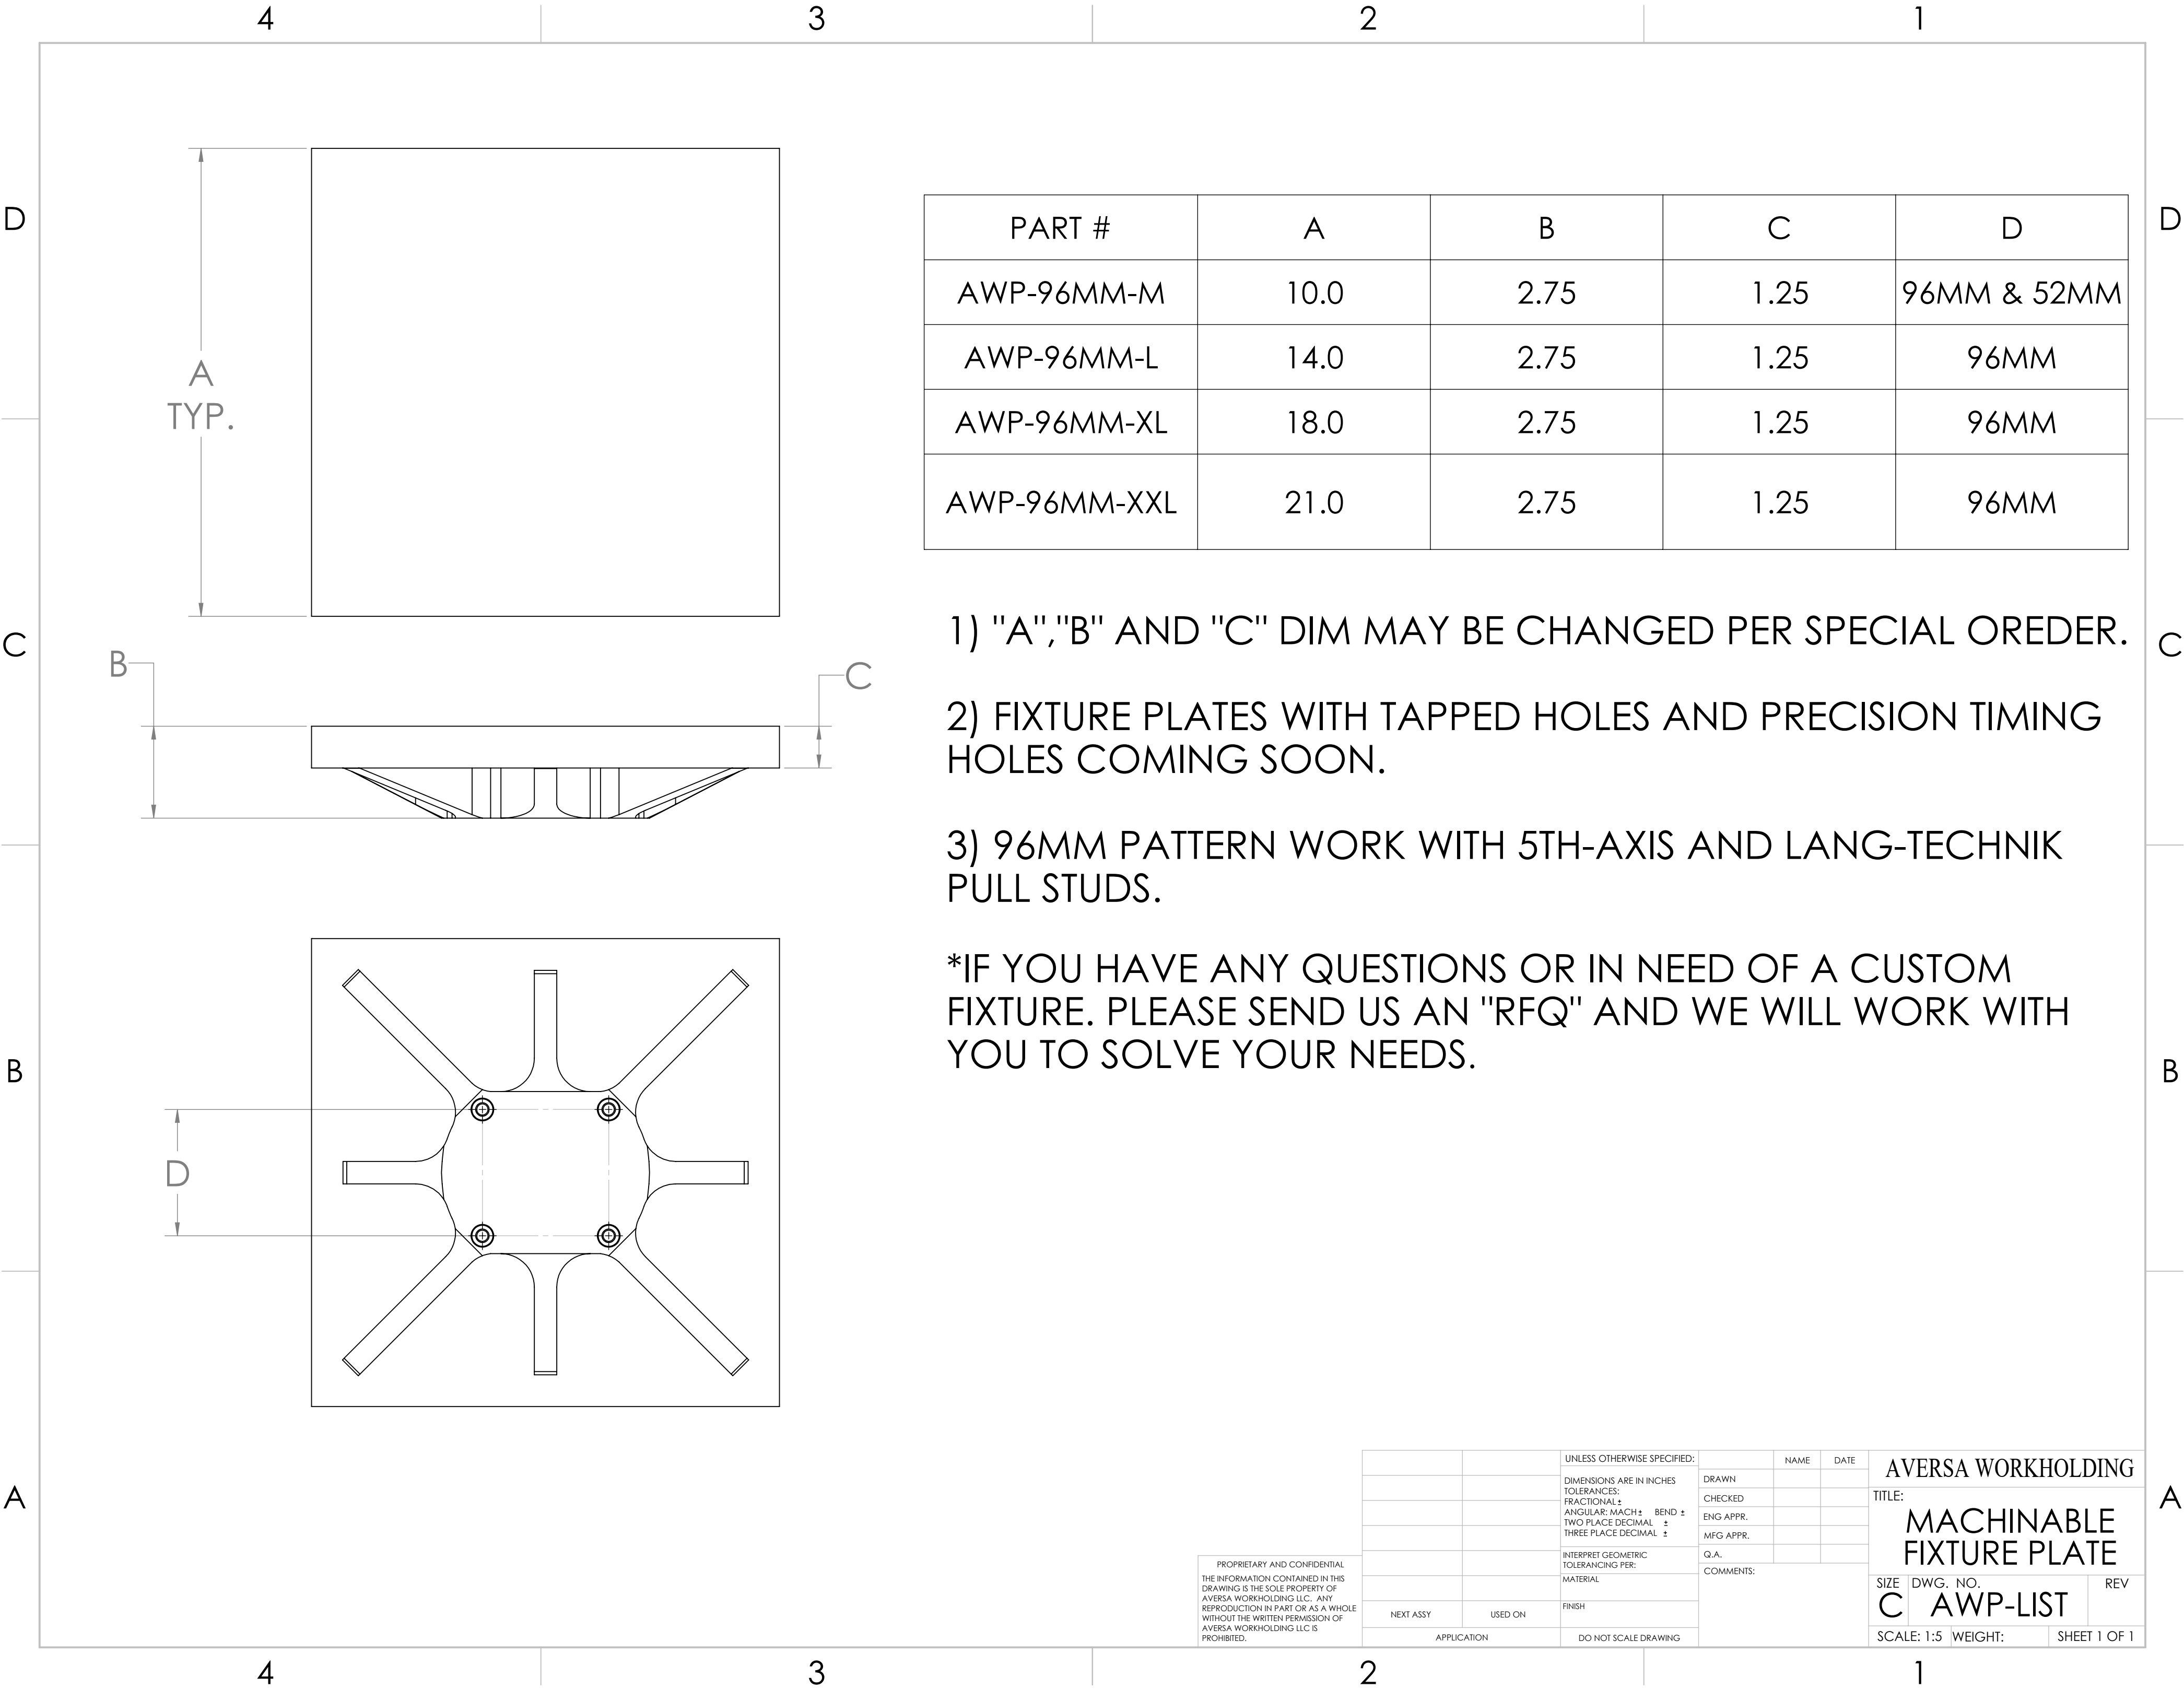 4 3 2 1
D D
C C
B B
A A
A
TYP.
B
C
D
PART # A B C D
AWP-96MM-M 10.0 2.75 1.25 96MM & 52MM
AWP-96MM-L 14.0 2.75 1.25 96MM
AWP-96MM-XL 18.0 2.75 1.25 96MM
AWP-96MM-XXL 21.0 2.75 1.25 96MM
1) "A","B" AND "C" DIM MAY BE CHANGED PER SPECIAL OREDER.
2) FIXTURE PLATES WITH TAPPED HOLES AND PRECISION TIMING
HOLES COMING SOON.
3) 96MM PATTERN WORK WITH 5TH-AXIS AND LANG-TECHNIK
PULL STUDS.
*IF YOU HAVE ANY QUESTIONS OR IN NEED OF A CUSTOM
FIXTURE. PLEASE SEND US AN "RFQ" AND WE WILL WORK WITH
YOU TO SOLVE YOUR NEEDS.
PROPRIETARY AND CONFIDENTIAL
THE INFORMATION CONTAINED IN THIS
DRAWING IS THE SOLE PROPERTY OF
AVERSA WORKHOLDING LLC. ANY
REPRODUCTION IN PART OR AS A WHOLE
WITHOUT THE WRITTEN PERMISSION OF
AVERSA WORKHOLDING LLC IS
PROHIBITED.
NEXT ASSY USED ON
APPLICATION
UNLESS OTHERWISE SPECIFIED:
DIMENSIONS ARE IN INCHES
TOLERANCES:
FRACTIONAL ±
ANGULAR: MACH ± BEND ±
TWO PLACE DECIMAL ±
THREE PLACE DECIMAL ±
INTERPRET GEOMETRIC
TOLERANCING PER:
MATERIAL
FINISH
DO NOT SCALE DRAWING
NAME DATE
DRAWN
CHECKED
ENG APPR.
MFG APPR.
Q.A.
COMMENTS:
AVERSA WORKHOLDING
TITLE:
MACHINABLE
FIXTURE PLATE
SIZE DWG. NO. REV
C AWP-LIST
SCALE: 1:5 WEIGHT: SHEET 1 OF 1
4 3 2 1